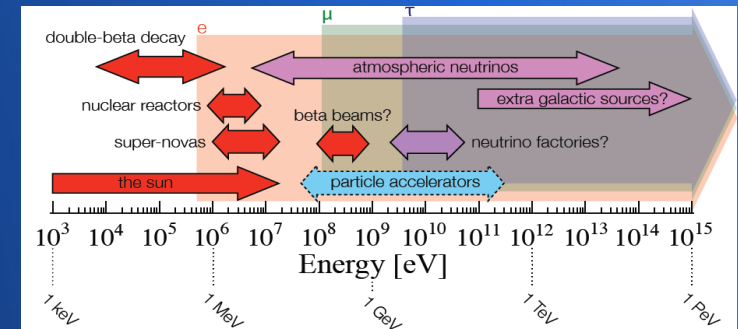 e
μ
τ
double-beta decay
atmospheric neutrinos
extra galactic sources?
nuclear reactors
beta beams?
super-novas
neutrino factories?
the sun
particle accelerators
10³ 10⁴ 10⁵ 10⁶ 10⁷ 10⁸ 10⁹ 10¹⁰ 10¹¹ 10¹² 10¹³ 10¹⁴ 10¹⁵
Energy [eV]
1 keV
1 MeV
1 GeV
1 TeV
1 PeV